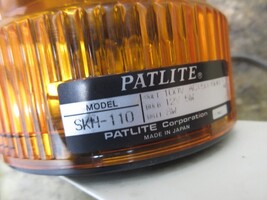 PATLITE®
MODEL
SKH-110
PATLITE Corporation
MADE IN JAPAN